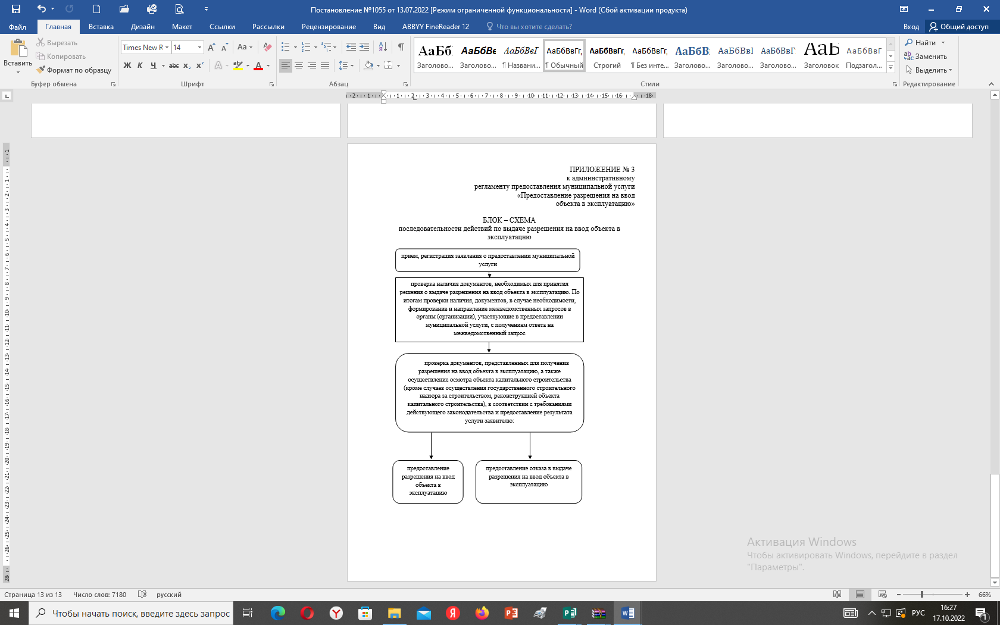 Постановление №1055 от 13.07.2022 [Режим ограниченной функциональности] - Word (Сбой активации продукта)
Файл Главная Вставка Дизайн Макет Ссылки Рассылки Рецензирование Вид ABBYY FineReader 12 Что вы хотите сделать? Вход Общий доступ
Вставить
Вырезать
Копировать
Формат по образцу
Буфер обмена
Times New R 14
Ж К Ч abc x₂ x²
Шрифт
Абзац
АаБбВ Заголово...
АаБбВе Заголово...
АаБбВвГ ¶ Названи...
АаБбВвГг, ¶ Обычный
АаБбВвГг, Строгий
АаБбВвГг, ¶ Без инте...
АаБбВ Заголово...
АаБбВвГ Заголово...
АаБбВвГ Заголово...
АаБ Заголовок
АаБбВвГ Подзагол...
Стили
Найти
Заменить
Выделить
Редактирование
ПРИЛОЖЕНИЕ № 3
к административному
регламенту предоставления муниципальной услуги
«Предоставление разрешения на ввод
объекта в эксплуатацию»
БЛОК – СХЕМА
последовательности действий по выдаче разрешения на ввод объекта в
эксплуатацию
прием, регистрация заявления о предоставлении муниципальной
услуги
проверка наличия документов, необходимых для принятия
решения о выдаче разрешения на ввод объекта в эксплуатацию. По
итогам проверки наличия, документов, в случае необходимости,
формирование и направление межведомственных запросов в
органы (организации), участвующие в предоставлении
муниципальной услуги, с получением ответа на
межведомственный запрос
проверка документов, представленных для получения
разрешения на ввод объекта в эксплуатацию, а также
осуществление осмотра объекта капитального строительства
(кроме случаев осуществления государственного строительного
надзора за строительством, реконструкцией объекта
капитального строительства), в соответствии с требованиями
действующего законодательства и предоставление результата
услуги заявителю:
предоставление
разрешения на ввод
объекта в
эксплуатацию
предоставление отказа в выдаче
разрешения на ввод объекта в
эксплуатацию
Активация Windows
Чтобы активировать Windows, перейдите в раздел
"Параметры".
Страница 13 из 13 Число слов: 7180 русский 66%
Чтобы начать поиск, введите здесь запрос
РУС
16:27
17.10.2022
1